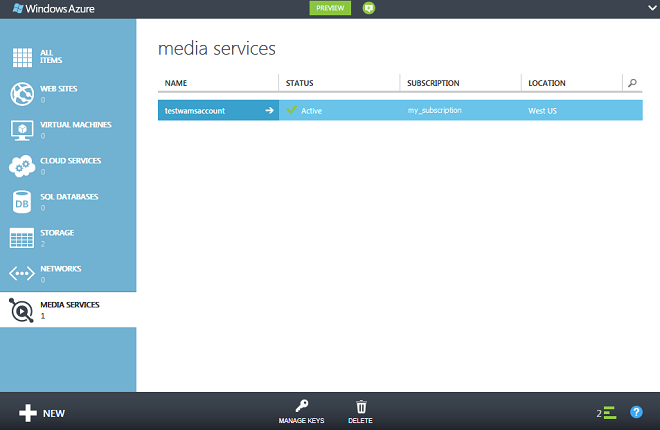 Windows Azure
PREVIEW
ALL
ITEMS
WEB SITES
0
VIRTUAL MACHINES
0
CLOUD SERVICES
0
SQL DATABASES
0
DB
STORAGE
2
NETWORKS
0
MEDIA SERVICES
1
media services
NAME STATUS SUBSCRIPTION LOCATION
testwamsaccount Active my_subscription West US
NEW
MANAGE KEYS
DELETE
2
?